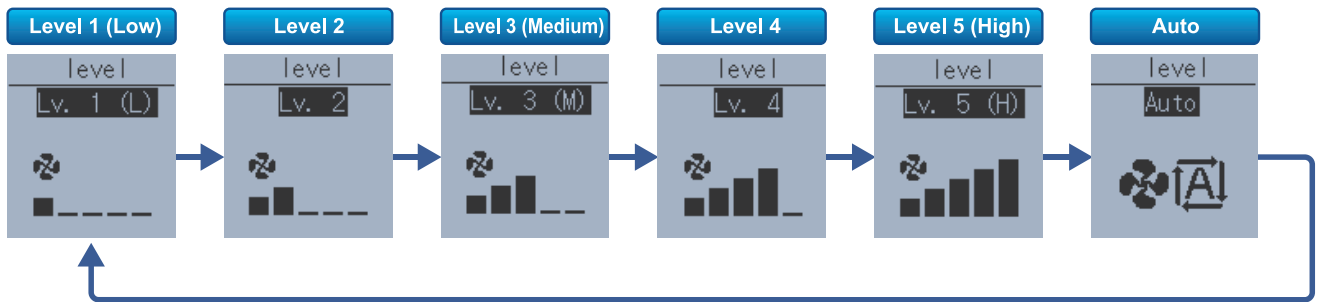 Level 1 (Low)
level
Lv. 1 (L)
Level 2
level
Lv. 2
Level 3 (Medium)
level
Lv. 3 (M)
Level 4
level
Lv. 4
Level 5 (High)
level
Lv. 5 (H)
Auto
level
Auto
A